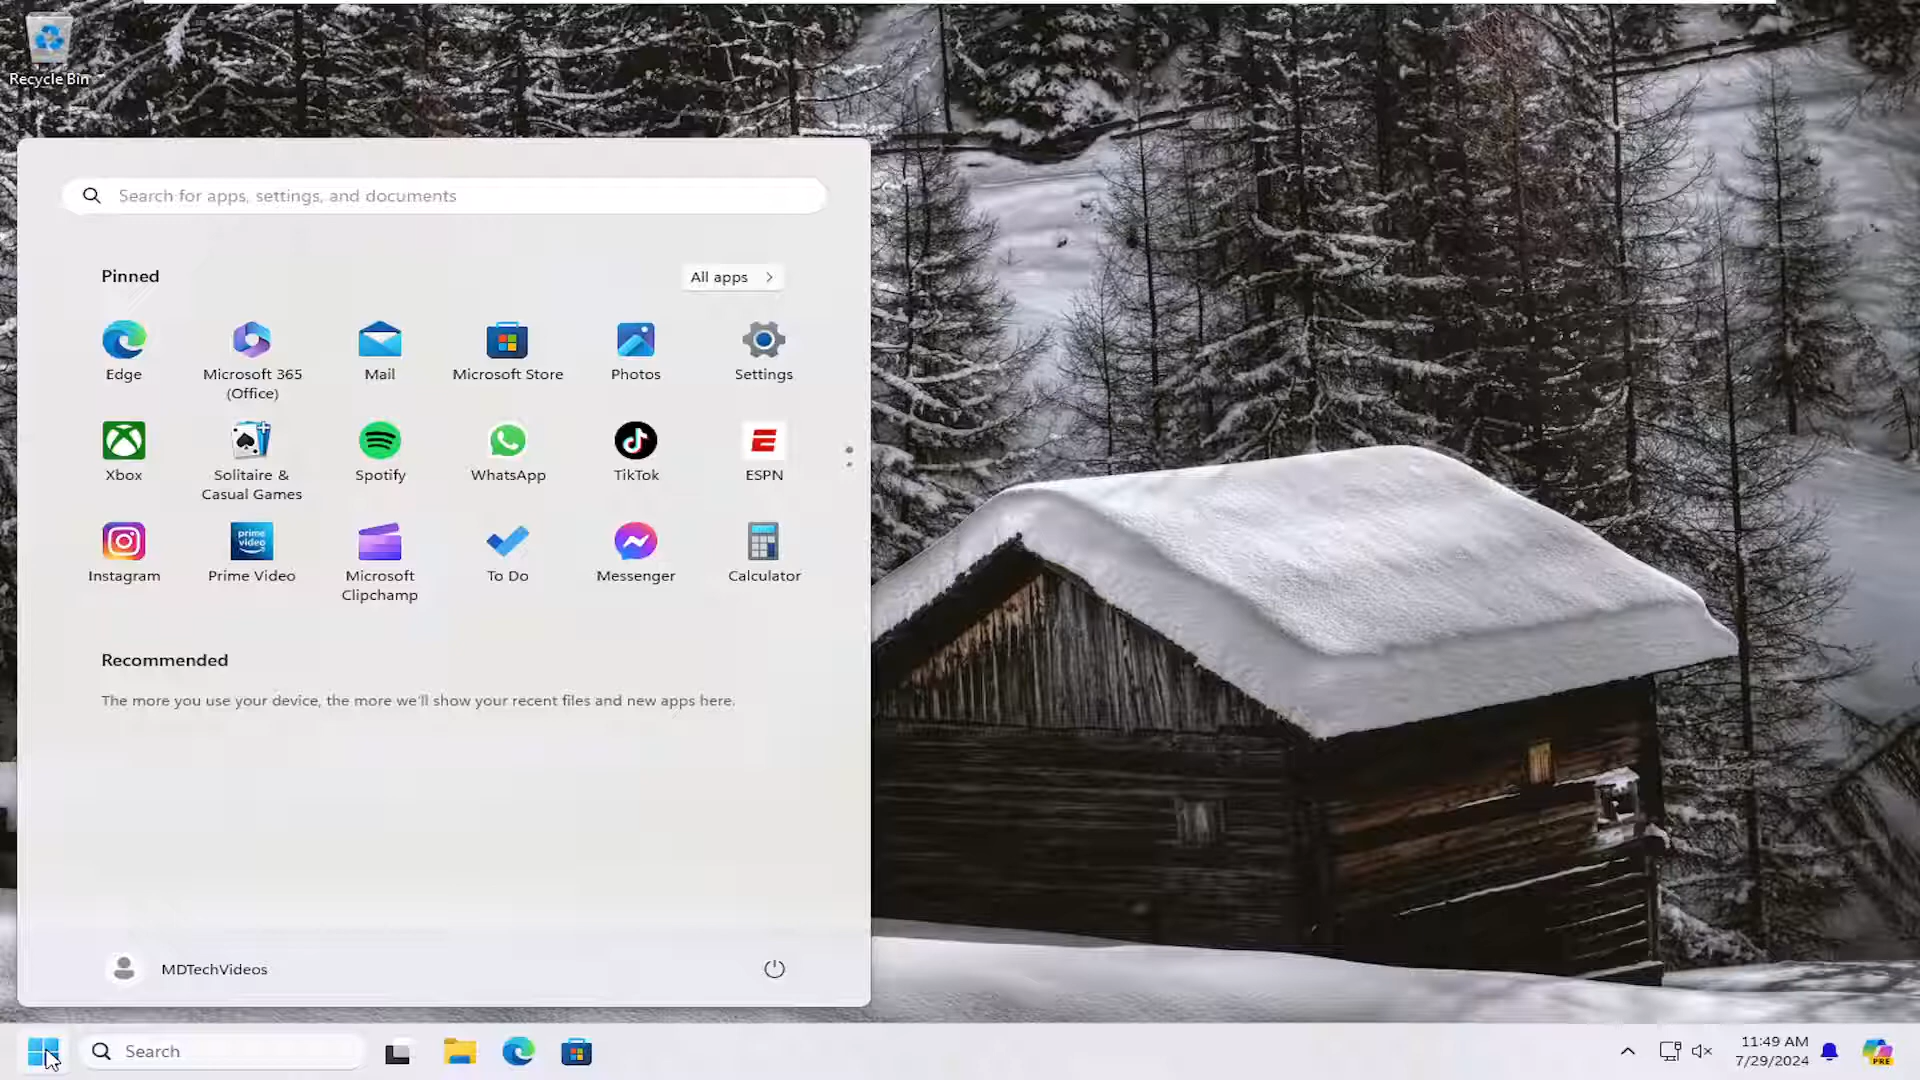 Recycle Bin
Search for apps, settings, and documents
Pinned
All apps
Edge
Microsoft 365
(Office)
Mail
Microsoft Store
Photos
Settings
Xbox
Solitaire &
Casual Games
Spotify
WhatsApp
TikTok
ESPN
prime
video
Instagram
Prime Video
Microsoft
Clipchamp
To Do
Messenger
Calculator
Recommended
The more you use your device, the more we'll show your recent files and new apps here.
MDTechVideos
Search
11:49 AM
7/29/2024
PRE